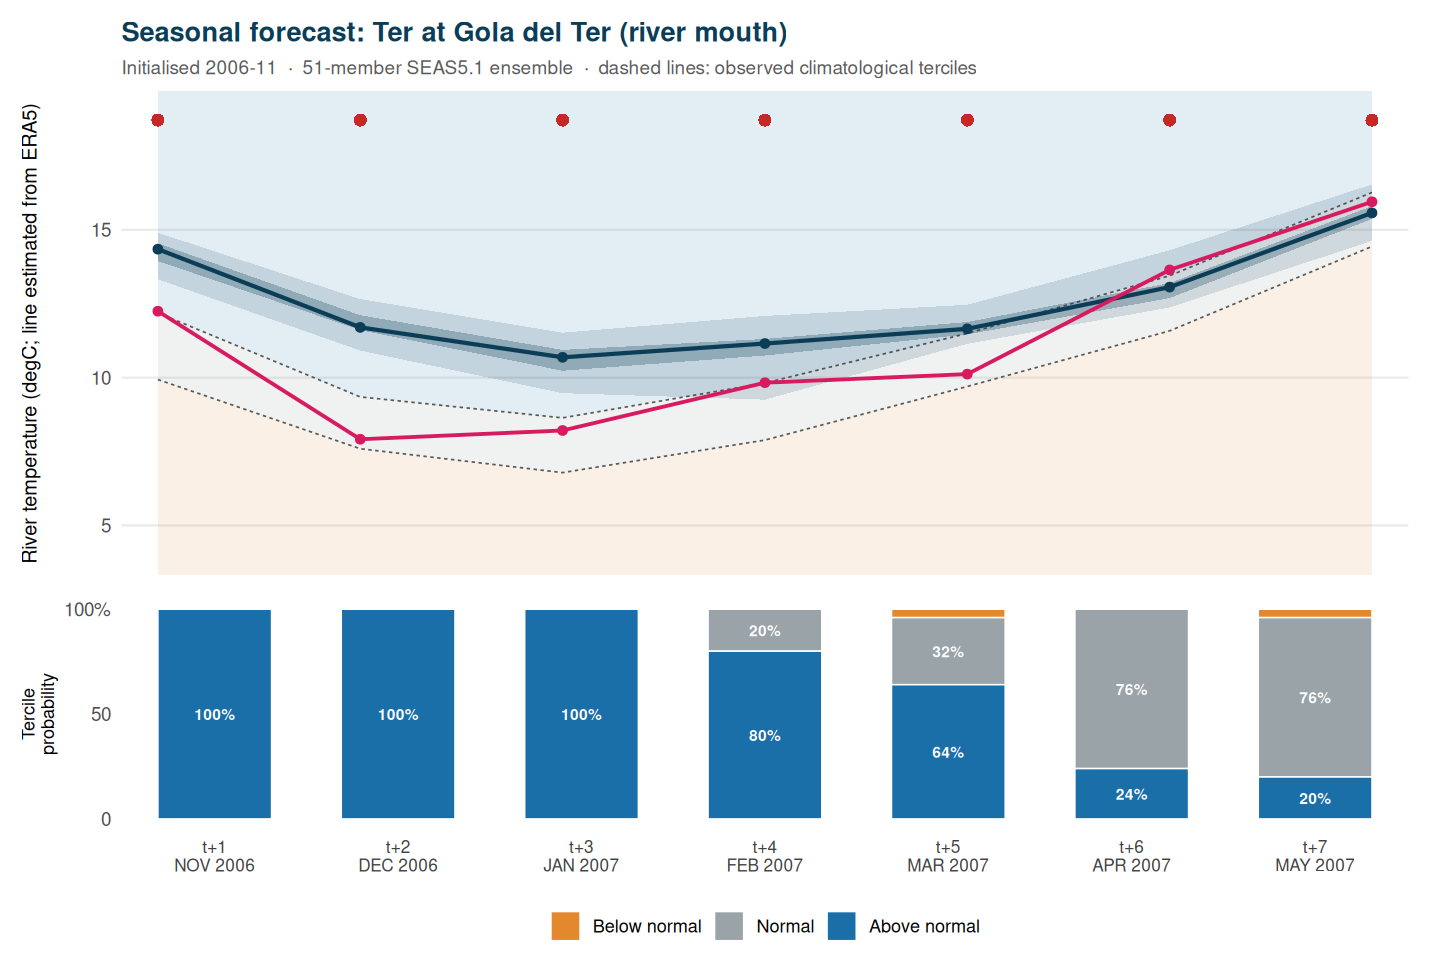 Seasonal forecast: Ter at Gola del Ter (river mouth)
Initialised 2006-11 · 51-member SEAS5.1 ensemble · dashed lines: observed climatological terciles
River temperature (degC; line estimated from ERA5)
15
10
5
Tercile
probability
100%
50
0
100%
100%
100%
20%
80%
32%
64%
76%
24%
76%
20%
t+1
NOV 2006
t+2
DEC 2006
t+3
JAN 2007
t+4
FEB 2007
t+5
MAR 2007
t+6
APR 2007
t+7
MAY 2007
Below normal
Normal
Above normal